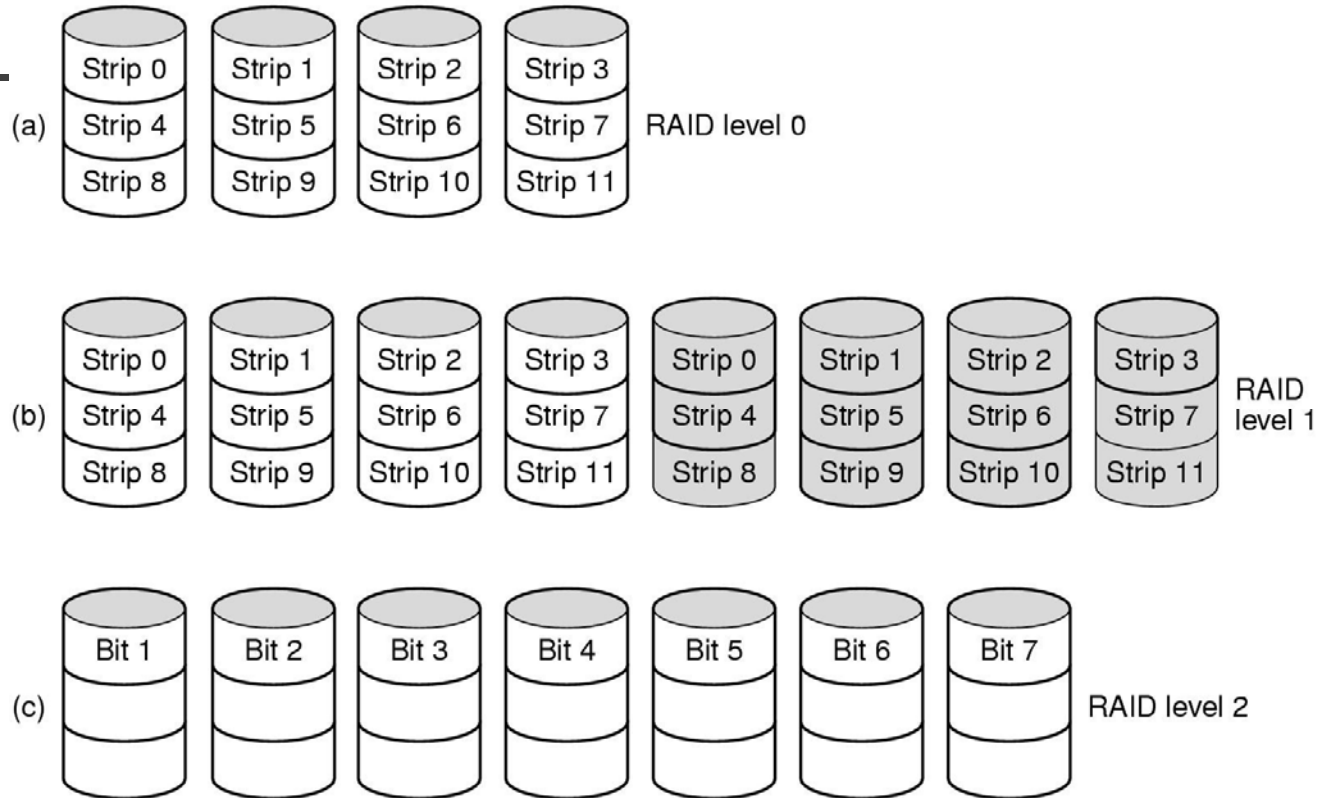 Strip 0 Strip 1 Strip 2 Strip 3
(a) Strip 4 Strip 5 Strip 6 Strip 7 RAID level 0
Strip 8 Strip 9 Strip 10 Strip 11
Strip 0 Strip 1 Strip 2 Strip 3 Strip 0 Strip 1 Strip 2 Strip 3
(b) Strip 4 Strip 5 Strip 6 Strip 7 Strip 4 Strip 5 Strip 6 Strip 7 RAID level 1
Strip 8 Strip 9 Strip 10 Strip 11 Strip 8 Strip 9 Strip 10 Strip 11
Bit 1 Bit 2 Bit 3 Bit 4 Bit 5 Bit 6 Bit 7
(c) RAID level 2